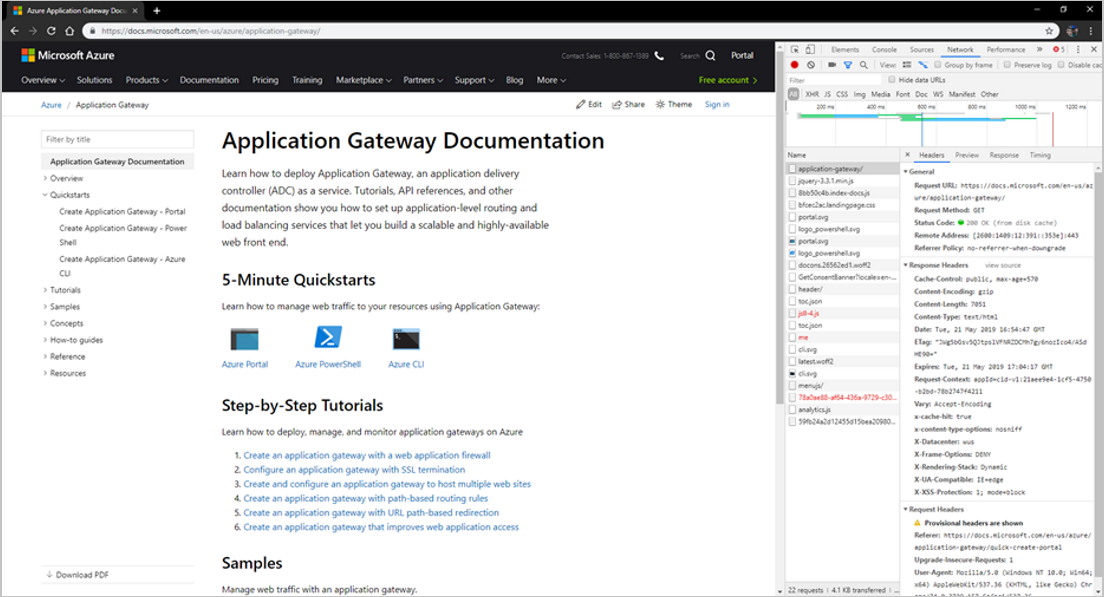 Azure Application Gateway Docu
https://docs.microsoft.com/en-us/azure/application-gateway/
Microsoft Azure
Contact Sales: 1-800-867-1389
Search
Portal
Overview
Solutions
Products
Documentation
Pricing
Training
Marketplace
Partners
Support
Blog
More
Free account >
Azure / Application Gateway
Edit
Share
Theme
Sign in
Filter by title
Application Gateway Documentation
Overview
Quickstarts
Create Application Gateway - Portal
Create Application Gateway - Power
Shell
Create Application Gateway - Azure
CLI
Tutorials
Samples
Concepts
How-to guides
Reference
Resources
Download PDF
Application Gateway Documentation
Learn how to deploy Application Gateway, an application delivery
controller (ADC) as a service. Tutorials, API references, and other
documentation show you how to set up application-level routing and
load balancing services that let you build a scalable and highly-available
web front end.
5-Minute Quickstarts
Learn how to manage web traffic to your resources using Application Gateway:
Azure Portal
Azure PowerShell
Azure CLI
Step-by-Step Tutorials
Learn how to deploy, manage, and monitor application gateways on Azure
1. Create an application gateway with a web application firewall
2. Configure an application gateway with SSL termination
3. Create and configure an application gateway to host multiple web sites
4. Create an application gateway with path-based routing rules
5. Create an application gateway with URL path-based redirection
6. Create an application gateway that improves web application access
Samples
Manage web traffic with an application gateway.
Elements
Console
Sources
Network
Performance
»
5
View:
Group by frame
Preserve log
Disable cac
Filter
Hide data URLs
All XHR JS CSS Img Media Font Doc WS Manifest Other
200 ms
400 ms
600 ms
800 ms
1000 ms
1200 ms
Name
application-gateway/
jquery-3.3.1.min.js
8bb50c4b.index-docs.js
bfcec2ac.landingpage.css
portal.svg
logo_powershell.svg
portal.svg
logo_powershell.svg
docons.26562ed1.woff2
GetConsentBanner?locale=en-...
header/
toc.json
jsll-4.js
toc.json
me
cli.svg
latest.woff2
cli.svg
menujs/
78a0ae88-af64-436a-9729-c30...
analytics.js
59fb24a2d12455d15bea20980...
22 requests
4.1 KB transferred
...
Headers
Preview
Response
Timing
General
Request URL: https://docs.microsoft.com/en-us/az
ure/application-gateway/
Request Method: GET
Status Code: 200 OK (from disk cache)
Remote Address: [2600:1409:12:391::353e]:443
Referrer Policy: no-referrer-when-downgrade
Response Headers
view source
Cache-Control: public, max-age=570
Content-Encoding: gzip
Content-Length: 7051
Content-Type: text/html
Date: Tue, 21 May 2019 16:54:47 GMT
ETag:
Expires: Tue, 21 May 2019 17:04:17 GMT
Request-Context: appId=cid-v1:21aee9e4-1cf5-4750
-b2bd-78b2747f4211
Vary: Accept-Encoding
x-cache-hit: true
x-content-type-options: nosniff
X-Datacenter: wus
X-Frame-Options: DENY
X-Rendering-Stack: Dynamic
X-UA-Compatible: IE=edge
X-XSS-Protection: 1; mode=block
Request Headers
Provisional headers are shown
Referer: https://docs.microsoft.com/en-us/azure/
application-gateway/quick-create-portal
Upgrade-Insecure-Requests: 1
User-Agent: Mozilla/5.0 (Windows NT 10.0; Win64;
x64) AppleWebKit/537.36 (KHTML, like Gecko) Chro